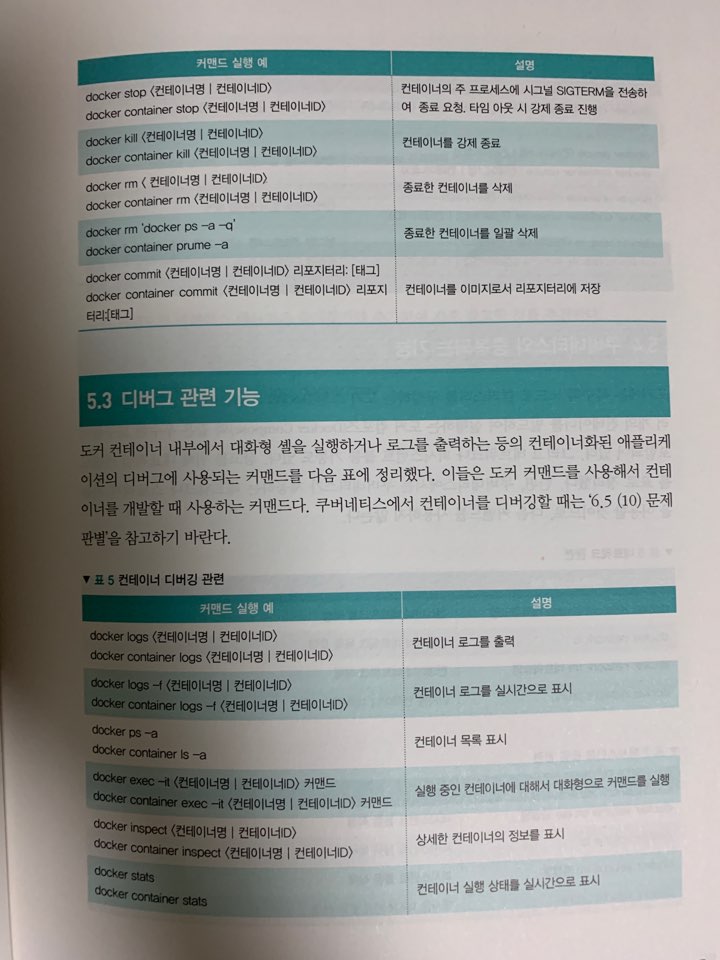 커맨드 실행 예 설명
docker stop 〈컨테이너명 | 컨테이너ID〉 컨테이너의 주 프로세스에 시그널 SIGTERM을 전송하
docker container stop 〈컨테이너명 | 컨테이너ID〉 여 종료 요청. 타임 아웃 시 강제 종료 진행
docker kill 〈컨테이너명 | 컨테이너ID〉
docker container kill 〈컨테이너명 | 컨테이너ID〉
컨테이너를 강제 종료
docker rm 〈 컨테이너명 | 컨테이너ID〉
docker container rm 〈컨테이너명 | 컨테이너ID〉
종료한 컨테이너를 삭제
docker rm 'docker ps –a –q'
docker container prume –a
종료한 컨테이너를 일괄 삭제
docker commit 〈컨테이너명 | 컨테이너ID〉 리포지터리: [태그]
docker container commit 〈컨테이너명 | 컨테이너ID〉 리포지
터리:[태그]
컨테이너를 이미지로서 리포지터리에 저장
5.3 디버그 관련 기능
도커 컨테이너 내부에서 대화형 셸을 실행하거나 로그를 출력하는 등의 컨테이너화된 애플리케
이션의 디버그에 사용되는 커맨드를 다음 표에 정리했다. 이들은 도커 커맨드를 사용해서 컨테
이너를 개발할 때 사용하는 커맨드다. 쿠버네티스에서 컨테이너를 디버깅할 때는 '6.5 (10) 문제
판별'을 참고하기 바란다.
▼ 표 5 컨테이너 디버깅 관련
커맨드 실행 예 설명
docker logs 〈컨테이너명 | 컨테이너ID〉
docker container logs 〈컨테이너명 | 컨테이너ID〉
컨테이너 로그를 출력
docker logs –f 〈컨테이너명 | 컨테이너ID〉
docker container logs –f 〈컨테이너명 | 컨테이너ID〉
컨테이너 로그를 실시간으로 표시
docker ps –a
docker container ls –a
컨테이너 목록 표시
docker exec –it 〈컨테이너명 | 컨테이너ID〉 커맨드
docker container exec –it 〈컨테이너명 | 컨테이너ID〉 커맨드
실행 중인 컨테이너에 대해서 대화형으로 커맨드를 실행
docker inspect 〈컨테이너명 | 컨테이너ID〉
docker container inspect 〈컨테이너명 | 컨테이너ID〉
상세한 컨테이너의 정보를 표시
docker stats
docker container stats
컨테이너 실행 상태를 실시간으로 표시